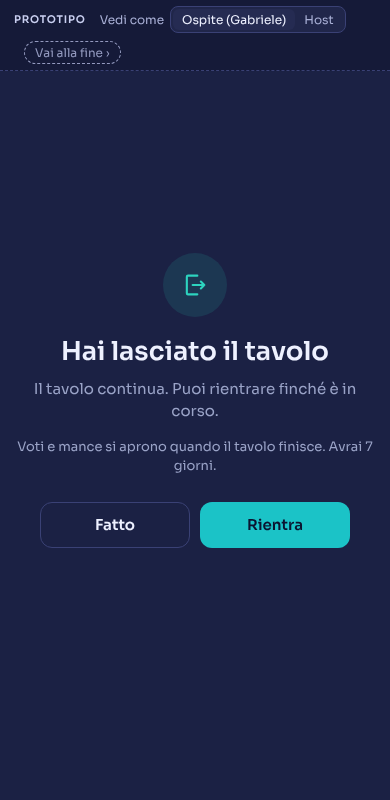 PROTOTIPO Vedi come Ospite (Gabriele) Host
Vai alla fine ›
Hai lasciato il tavolo
Il tavolo continua. Puoi rientrare finché è in
corso.
Voti e mance si aprono quando il tavolo finisce. Avrai 7
giorni.
Fatto Rientra